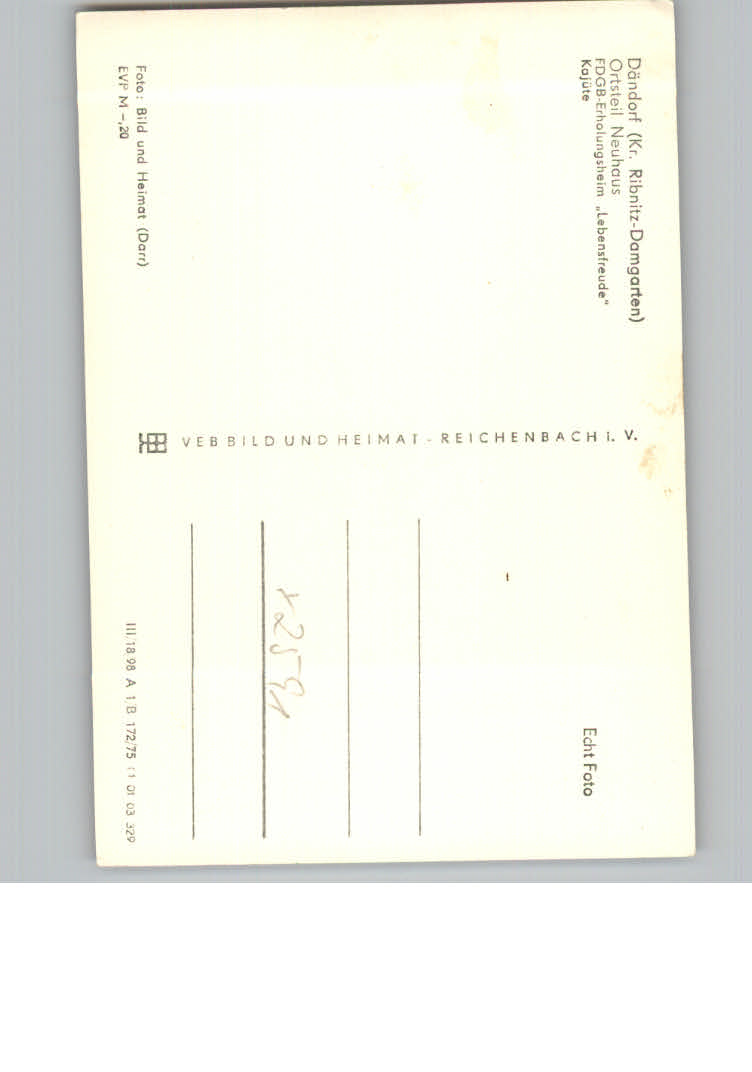 Dändorf (Kr. Ribnitz-Damgarten)
Ortsteil Neuhaus
FDGB-Erholungsheim „Lebensfreude“
Kajüte
Foto: Bild und Heimat (Darr)
EVP M –,20
VEB BILD UND HEIMAT - REICHENBACH i. V.
Echt Foto
III/18/98 A 1/B 172/75 01 03 329